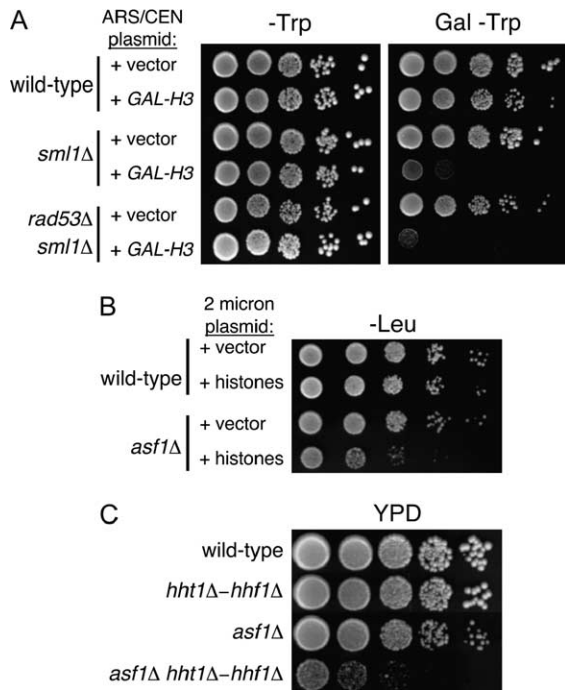 A
ARS/CEN
plasmid:
-Trp
Gal -Trp
wild-type
+ vector
+ GAL-H3
sml1Δ
+ vector
+ GAL-H3
rad53Δ
sml1Δ
+ vector
+ GAL-H3
B
2 micron
plasmid:
-Leu
wild-type
+ vector
+ histones
asf1Δ
+ vector
+ histones
C
YPD
wild-type
hht1Δ–hhf1Δ
asf1Δ
asf1Δ hht1Δ–hhf1Δ